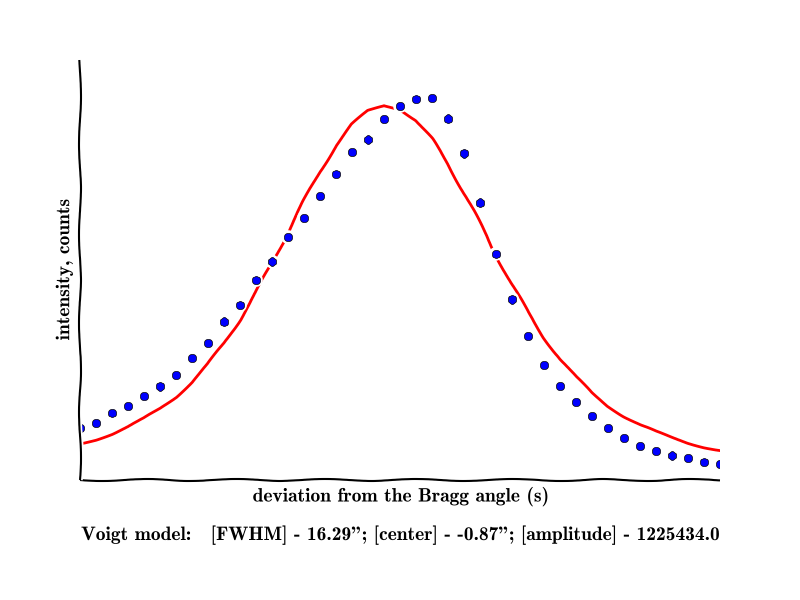 intensity, counts
deviation from the Bragg angle (s)
Voigt model: [FWHM] - 16.29”; [center] - -0.87”; [amplitude] - 1225434.0